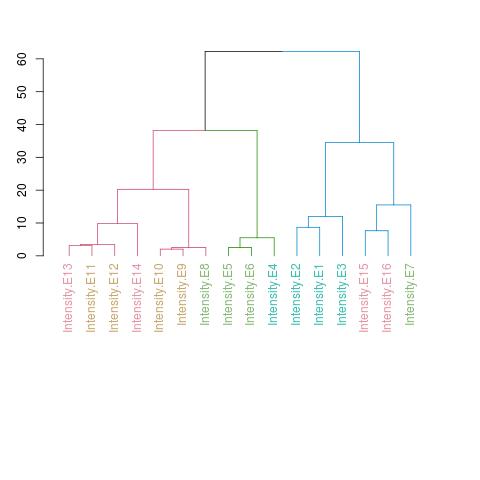 60
50
40
30
20
10
0
Intensity.E13
Intensity.E11
Intensity.E12
Intensity.E14
Intensity.E10
Intensity.E9
Intensity.E8
Intensity.E5
Intensity.E6
Intensity.E4
Intensity.E2
Intensity.E1
Intensity.E3
Intensity.E15
Intensity.E16
Intensity.E7